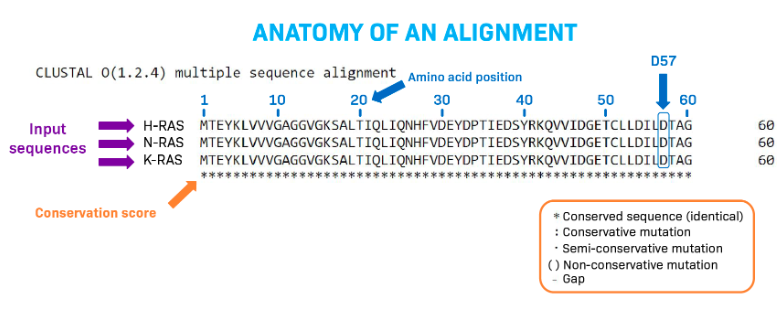 ANATOMY OF AN ALIGNMENT
D57
CLUSTAL O(1.2.4) multiple sequence alignment
Amino acid position
1 10 20 30 40 50 60
Input sequences
H-RAS MTEYKLVVVGAGGVGKSALTIQLIQNHFVDEYDPTIEDSYRKQVVIDGETCLLDILDTAG 60
N-RAS MTEYKLVVVGAGGVGKSALTIQLIQNHFVDEYDPTIEDSYRKQVVIDGETCLLDILDTAG 60
K-RAS MTEYKLVVVGAGGVGKSALTIQLIQNHFVDEYDPTIEDSYRKQVVIDGETCLLDILDTAG 60
************************************************************
Conservation score
* Conserved sequence (identical)
: Conservative mutation
· Semi-conservative mutation
( ) Non-conservative mutation
- Gap